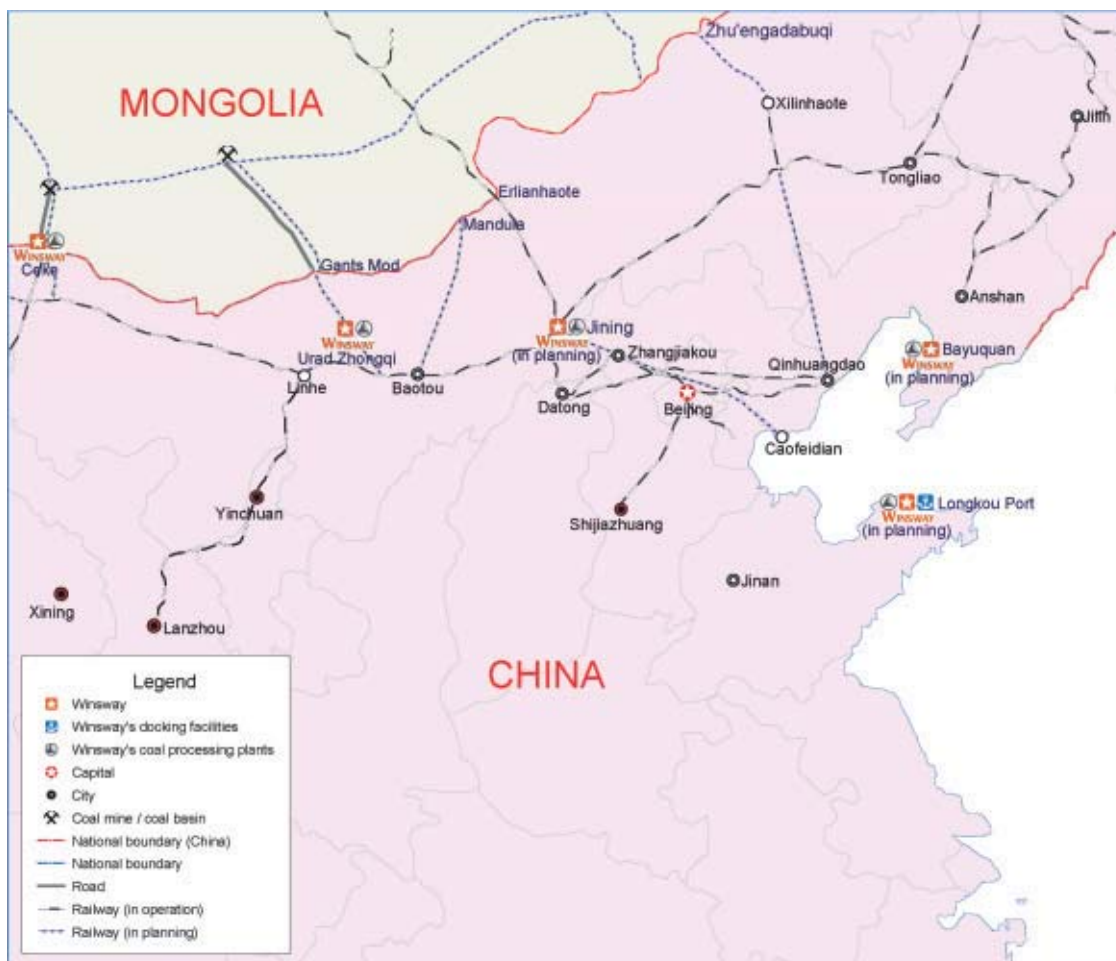 Zhu'engadabuqi
MONGOLIA
Xilinhaote
Jilin
Tongliao
Erlianhaote
Mandula
WINSWAY
Ceke
Gants Mod
Anshan
WINSWAY
Urad Zhongqi
Jining
(in planning)
Zhangjiakou
Bayuquan
WINSWAY
(in planning)
Linhe
Baotou
Datong
Beijing
Qinhuangdao
Caofeidian
Yinchuan
Shijiazhuang
Longkou Port
WINSWAY
(in planning)
Jinan
Xining
Lanzhou
CHINA
Legend
Winsway
Winsway's docking facilities
Winsway's coal processing plants
Capital
City
Coal mine / coal basin
National boundary (China)
National boundary
Road
Railway (in operation)
Railway (in planning)